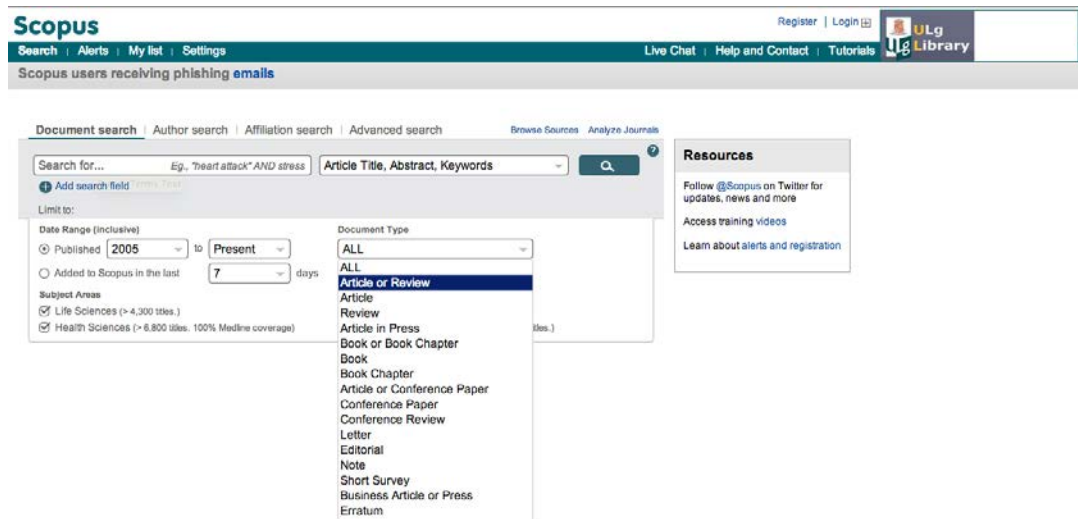 Scopus
Register | Login
ULg
ULg Library
Search | Alerts | My list | Settings
Live Chat | Help and Contact | Tutorials
Scopus users receiving phishing emails
Document search | Author search | Affiliation search | Advanced search
Browse Sources Analyze Journals
Search for... Eg., "heart attack" AND stress
Article Title, Abstract, Keywords
?
Add search field
Limit to:
Date Range (inclusive)
Published 2005 to Present
Added to Scopus in the last 7 days
Subject Areas
Life Sciences (> 4,300 titles.)
Health Sciences (> 6,800 titles. 100% Medline coverage)
Document Type
ALL
ALL
Article or Review
Article
Review
Article in Press
Book or Book Chapter
Book
Book Chapter
Article or Conference Paper
Conference Paper
Conference Review
Letter
Editorial
Note
Short Survey
Business Article or Press
Erratum
titles.)
Resources
Follow @Scopus on Twitter for
updates, news and more
Access training videos
Learn about alerts and registration